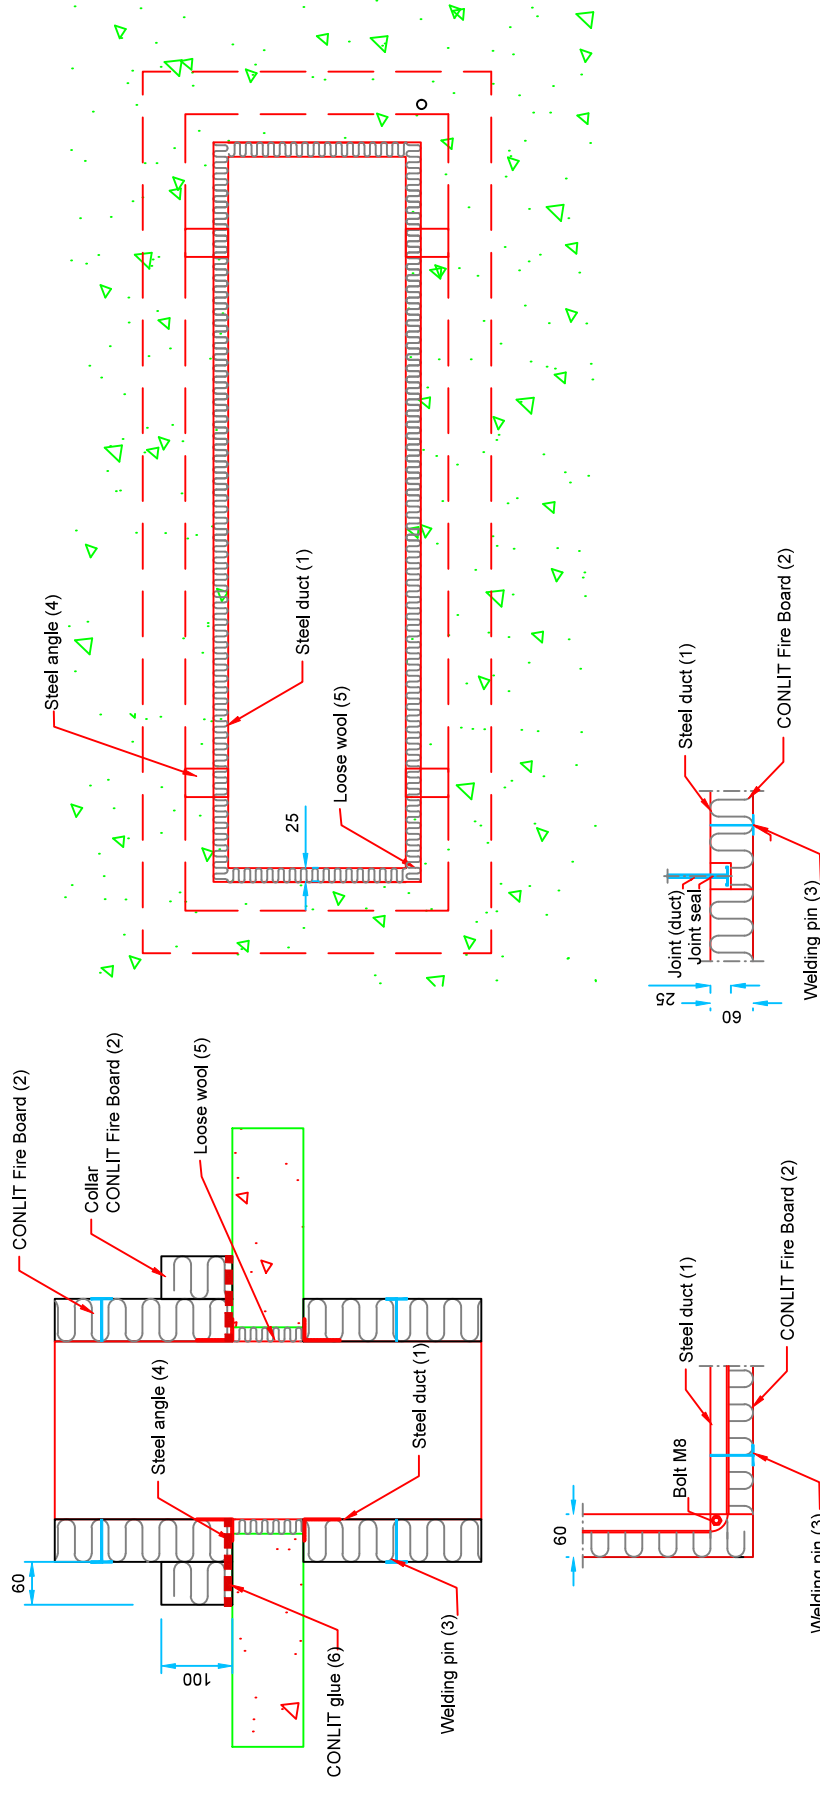 CONLIT Fire Board (2)
Collar
CONLIT Fire Board (2)
Loose wool (5)
Steel angle (4)
Steel duct (1)
60
100
CONLIT glue (6)
Welding pin (3)
Steel angle (4)
Steel duct (1)
Loose wool (5)
25
Bolt M8
Steel duct (1)
CONLIT Fire Board (2)
60
Welding pin (3)
Steel duct (1)
CONLIT Fire Board (2)
Joint (duct)
Joint seal
25
60
Welding pin (3)